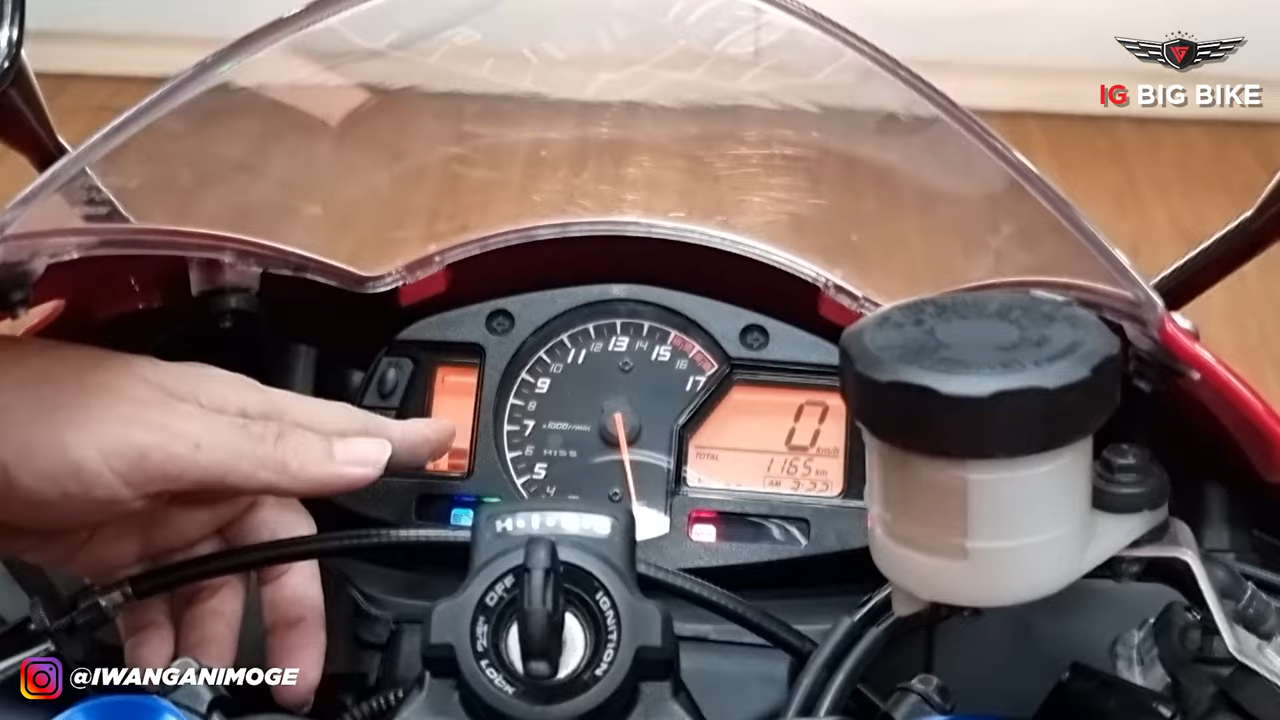 IG BIG BIKE
12 13 14
11 15
10 16
9 17
8
7 x1000r/min
6 HISS
5
4
0
km/h
TOTAL
1165 km
AM
H·I·S·S
OFF
IGNITION
PUSH
LOCK
@IWANGANIMOGE